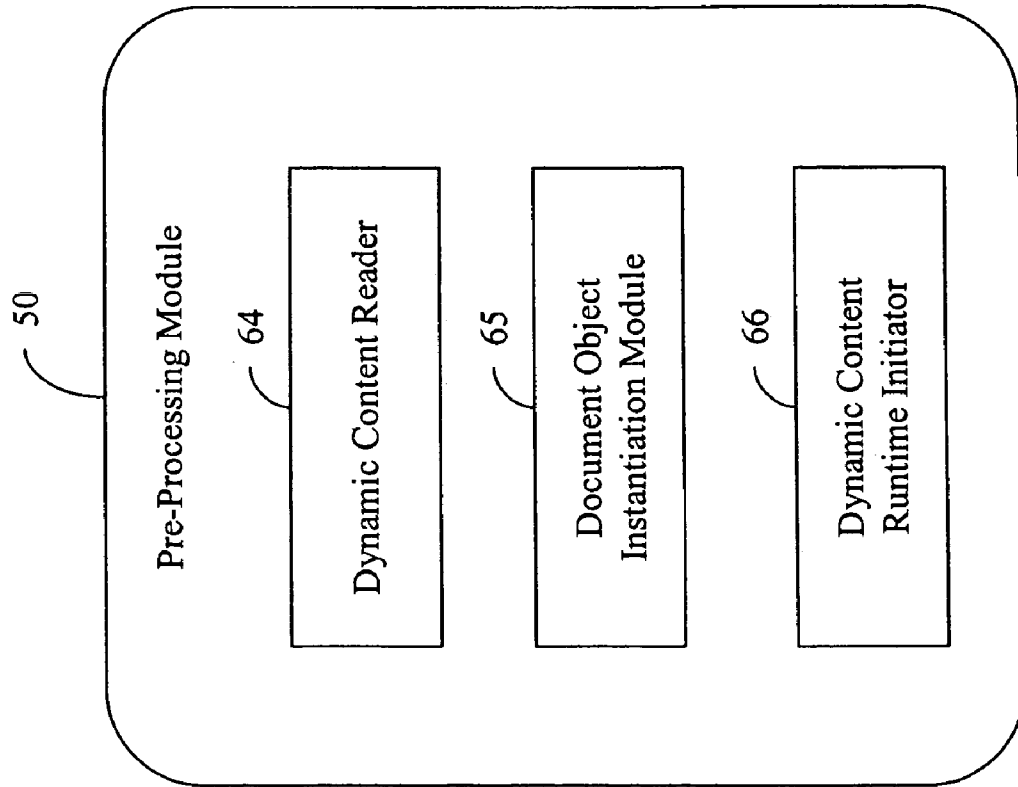 50
Pre-Processing Module
64
Dynamic Content Reader
65
Document Object
Instantiation Module
66
Dynamic Content
Runtime Initiator